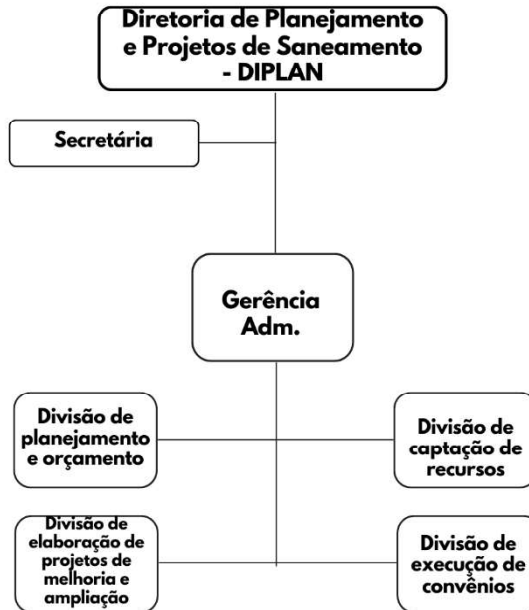 Diretoria de Planejamento
e Projetos de Saneamento
- DIPLAN
Secretária
Gerência
Adm.
Divisão de
planejamento
e orçamento
Divisão de
captação de
recursos
Divisão de
elaboração de
projetos de
melhoria e
ampliação
Divisão de
execução de
convênios